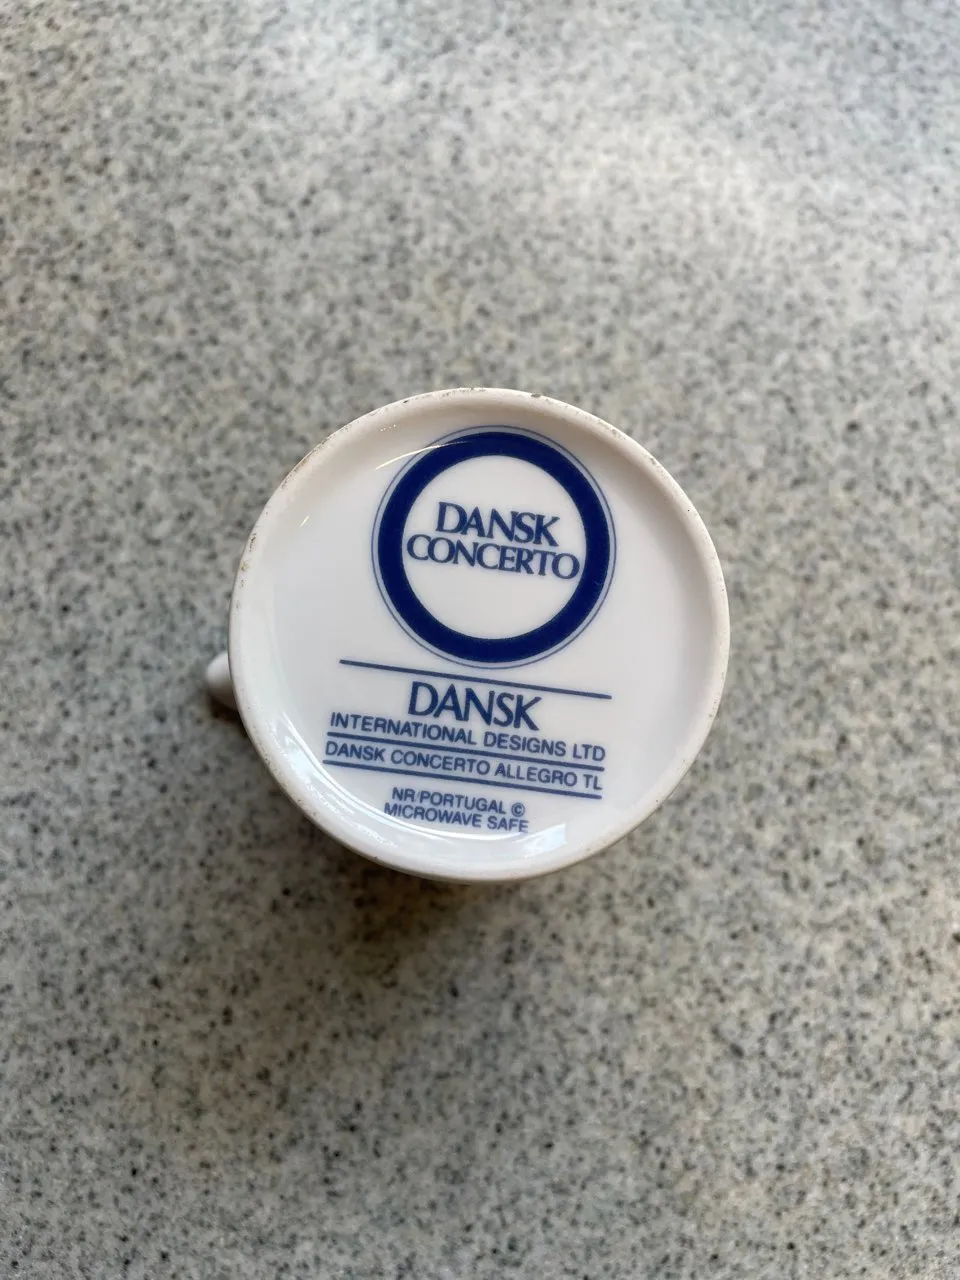 DANSK
CONCERTO
DANSK
INTERNATIONAL DESIGNS LTD
DANSK CONCERTO ALLEGRO TL
NR/PORTUGAL ©
MICROWAVE SAFE